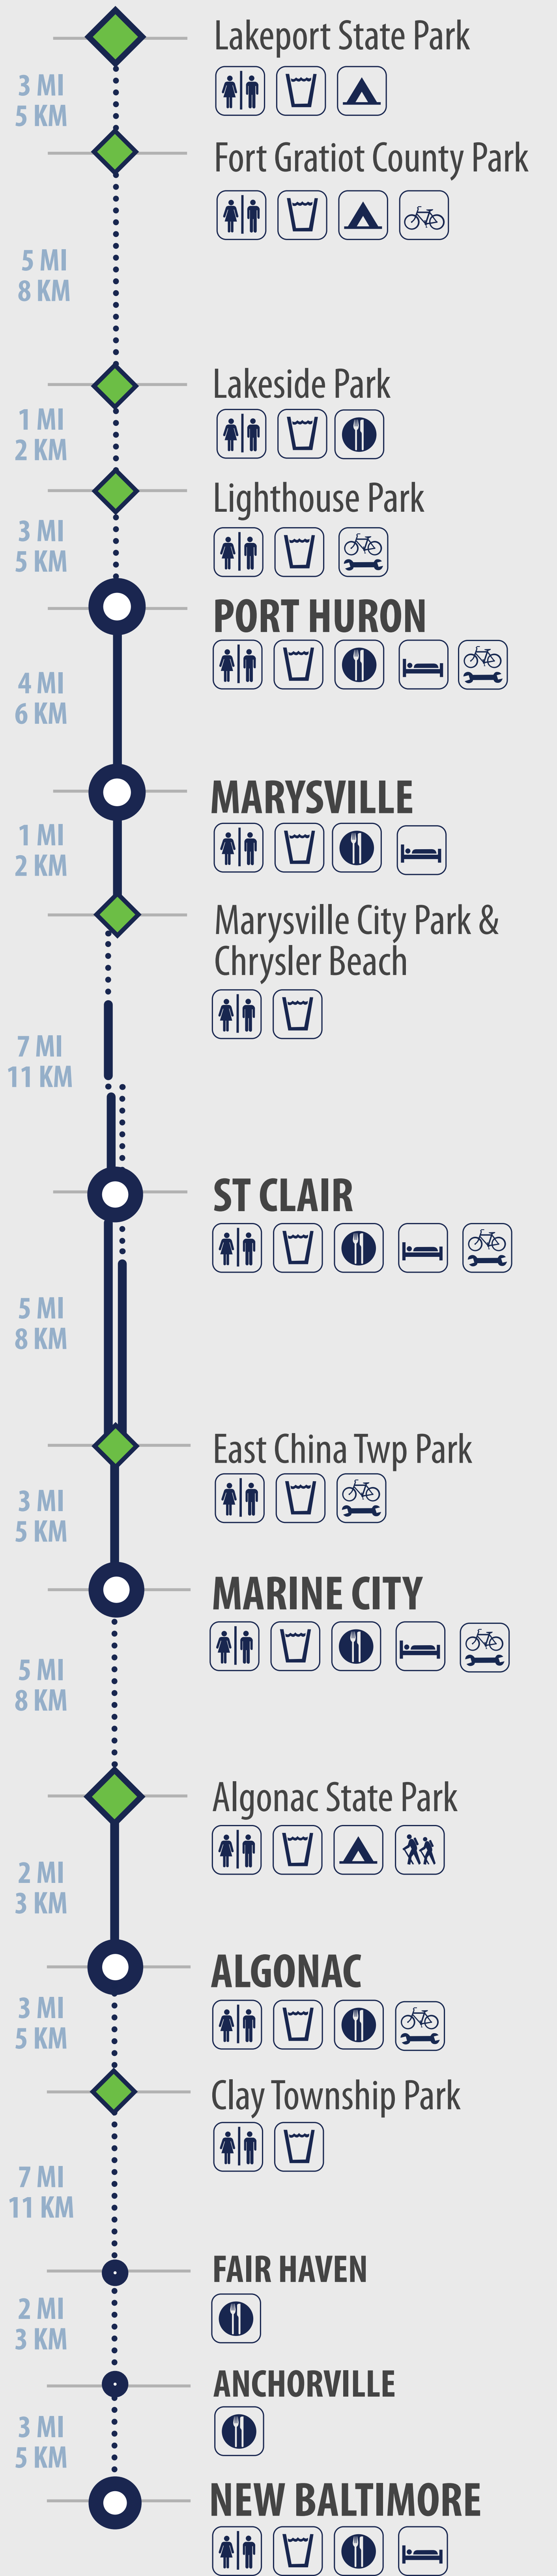 Lakeport State Park
3 MI
5 KM
Fort Gratiot County Park
5 MI
8 KM
Lakeside Park
1 MI
2 KM
Lighthouse Park
3 MI
5 KM
PORT HURON
4 MI
6 KM
MARYSVILLE
1 MI
2 KM
Marysville City Park &
Chrysler Beach
7 MI
11 KM
ST CLAIR
5 MI
8 KM
East China Twp Park
3 MI
5 KM
MARINE CITY
5 MI
8 KM
Algonac State Park
2 MI
3 KM
ALGONAC
3 MI
5 KM
Clay Township Park
7 MI
11 KM
FAIR HAVEN
2 MI
3 KM
ANCHORVILLE
3 MI
5 KM
NEW BALTIMORE